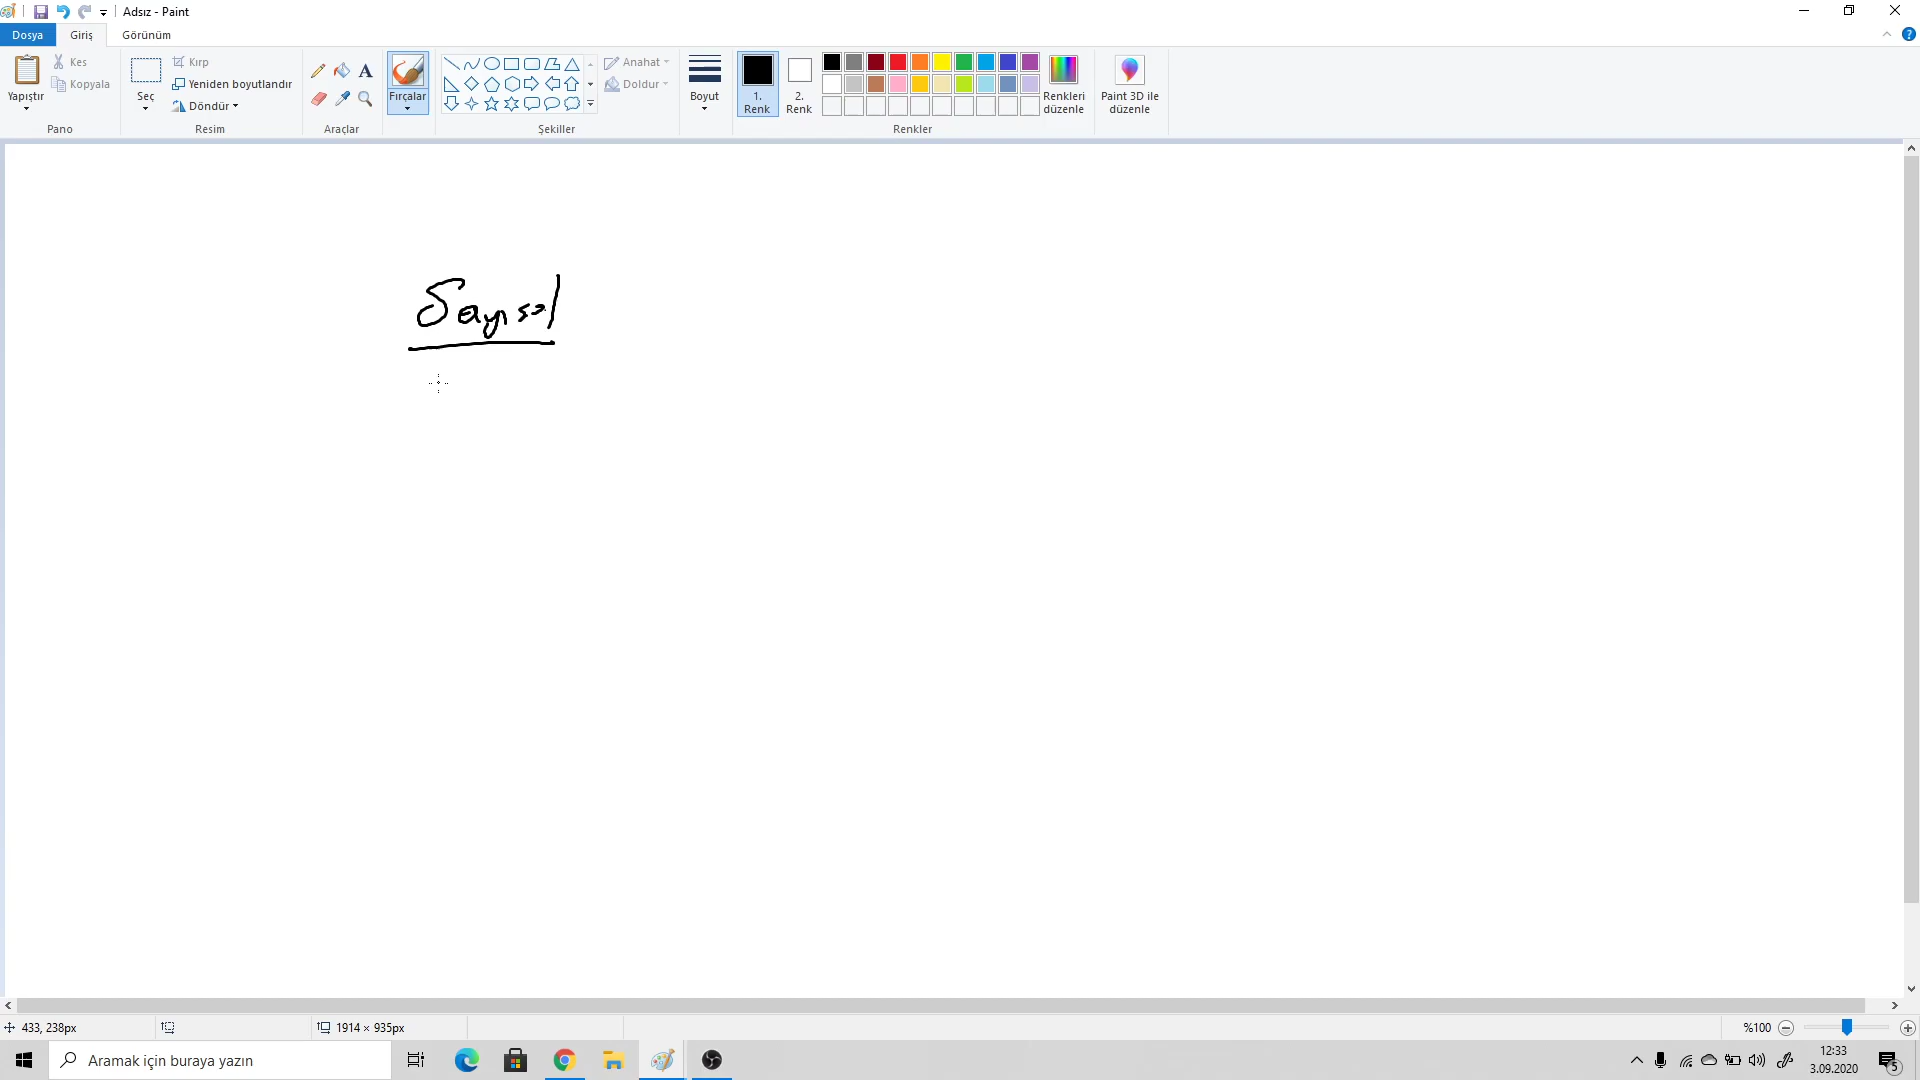 Adsız - Paint
Dosya Giriş Görünüm
Yapıştır
Kes
Kopyala
Pano
Seç
Kırp
Yeniden boyutlandır
Döndür
Resim
A
Araçlar
Fırçalar
Şekiller
Anahat
Doldur
Boyut
1.
Renk
2.
Renk
Renkleri
düzenle
Renkler
Paint 3D ile
düzenle
Sayısal
433, 238px
1914 × 935px
%100
Aramak için buraya yazın
12:33
3.09.2020
5